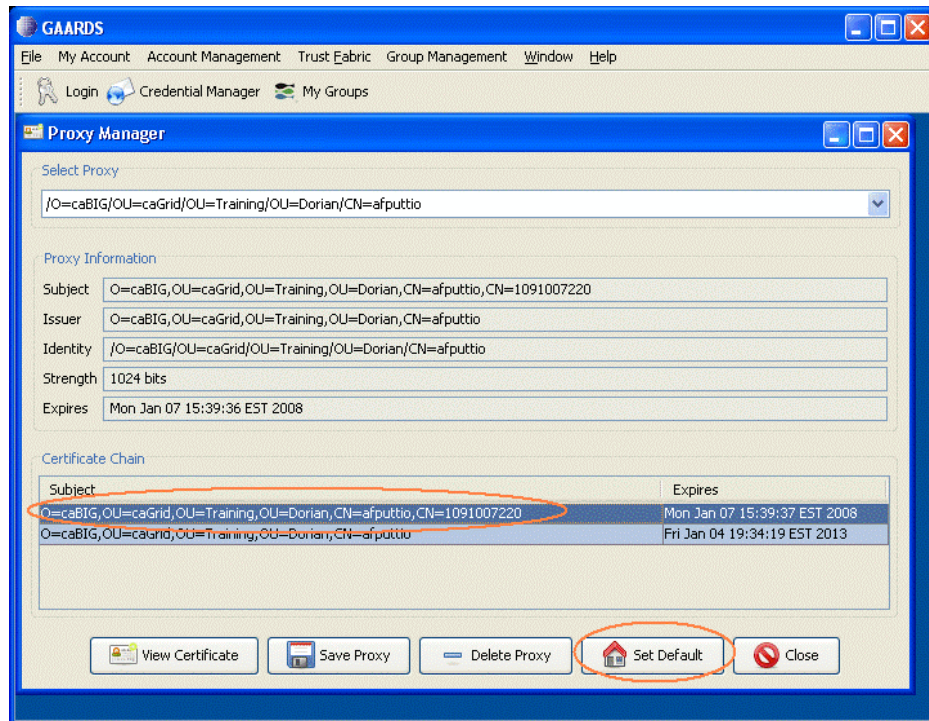 GAARDS
File My Account Account Management Trust Fabric Group Management Window Help
Login Credential Manager My Groups
Proxy Manager
Select Proxy
/O=caBIG/OU=caGrid/OU=Training/OU=Dorian/CN=afputtio
Proxy Information
Subject O=caBIG,OU=caGrid,OU=Training,OU=Dorian,CN=afputtio,CN=1091007220
Issuer O=caBIG,OU=caGrid,OU=Training,OU=Dorian,CN=afputtio
Identity /O=caBIG/OU=caGrid/OU=Training/OU=Dorian/CN=afputtio
Strength 1024 bits
Expires Mon Jan 07 15:39:36 EST 2008
Certificate Chain
Subject Expires
O=caBIG,OU=caGrid,OU=Training,OU=Dorian,CN=afputtio,CN=1091007220 Mon Jan 07 15:39:37 EST 2008
O=caBIG,OU=caGrid,OU=Training,OU=Dorian,CN=afputtio Fri Jan 04 19:34:19 EST 2013
View Certificate Save Proxy Delete Proxy Set Default Close